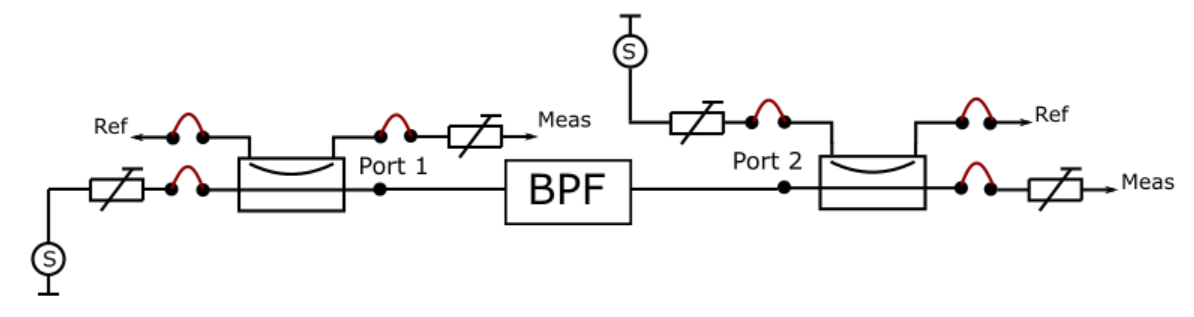 S
Ref
Ref
Meas
Port 1
Port 2
BPF
Meas
S